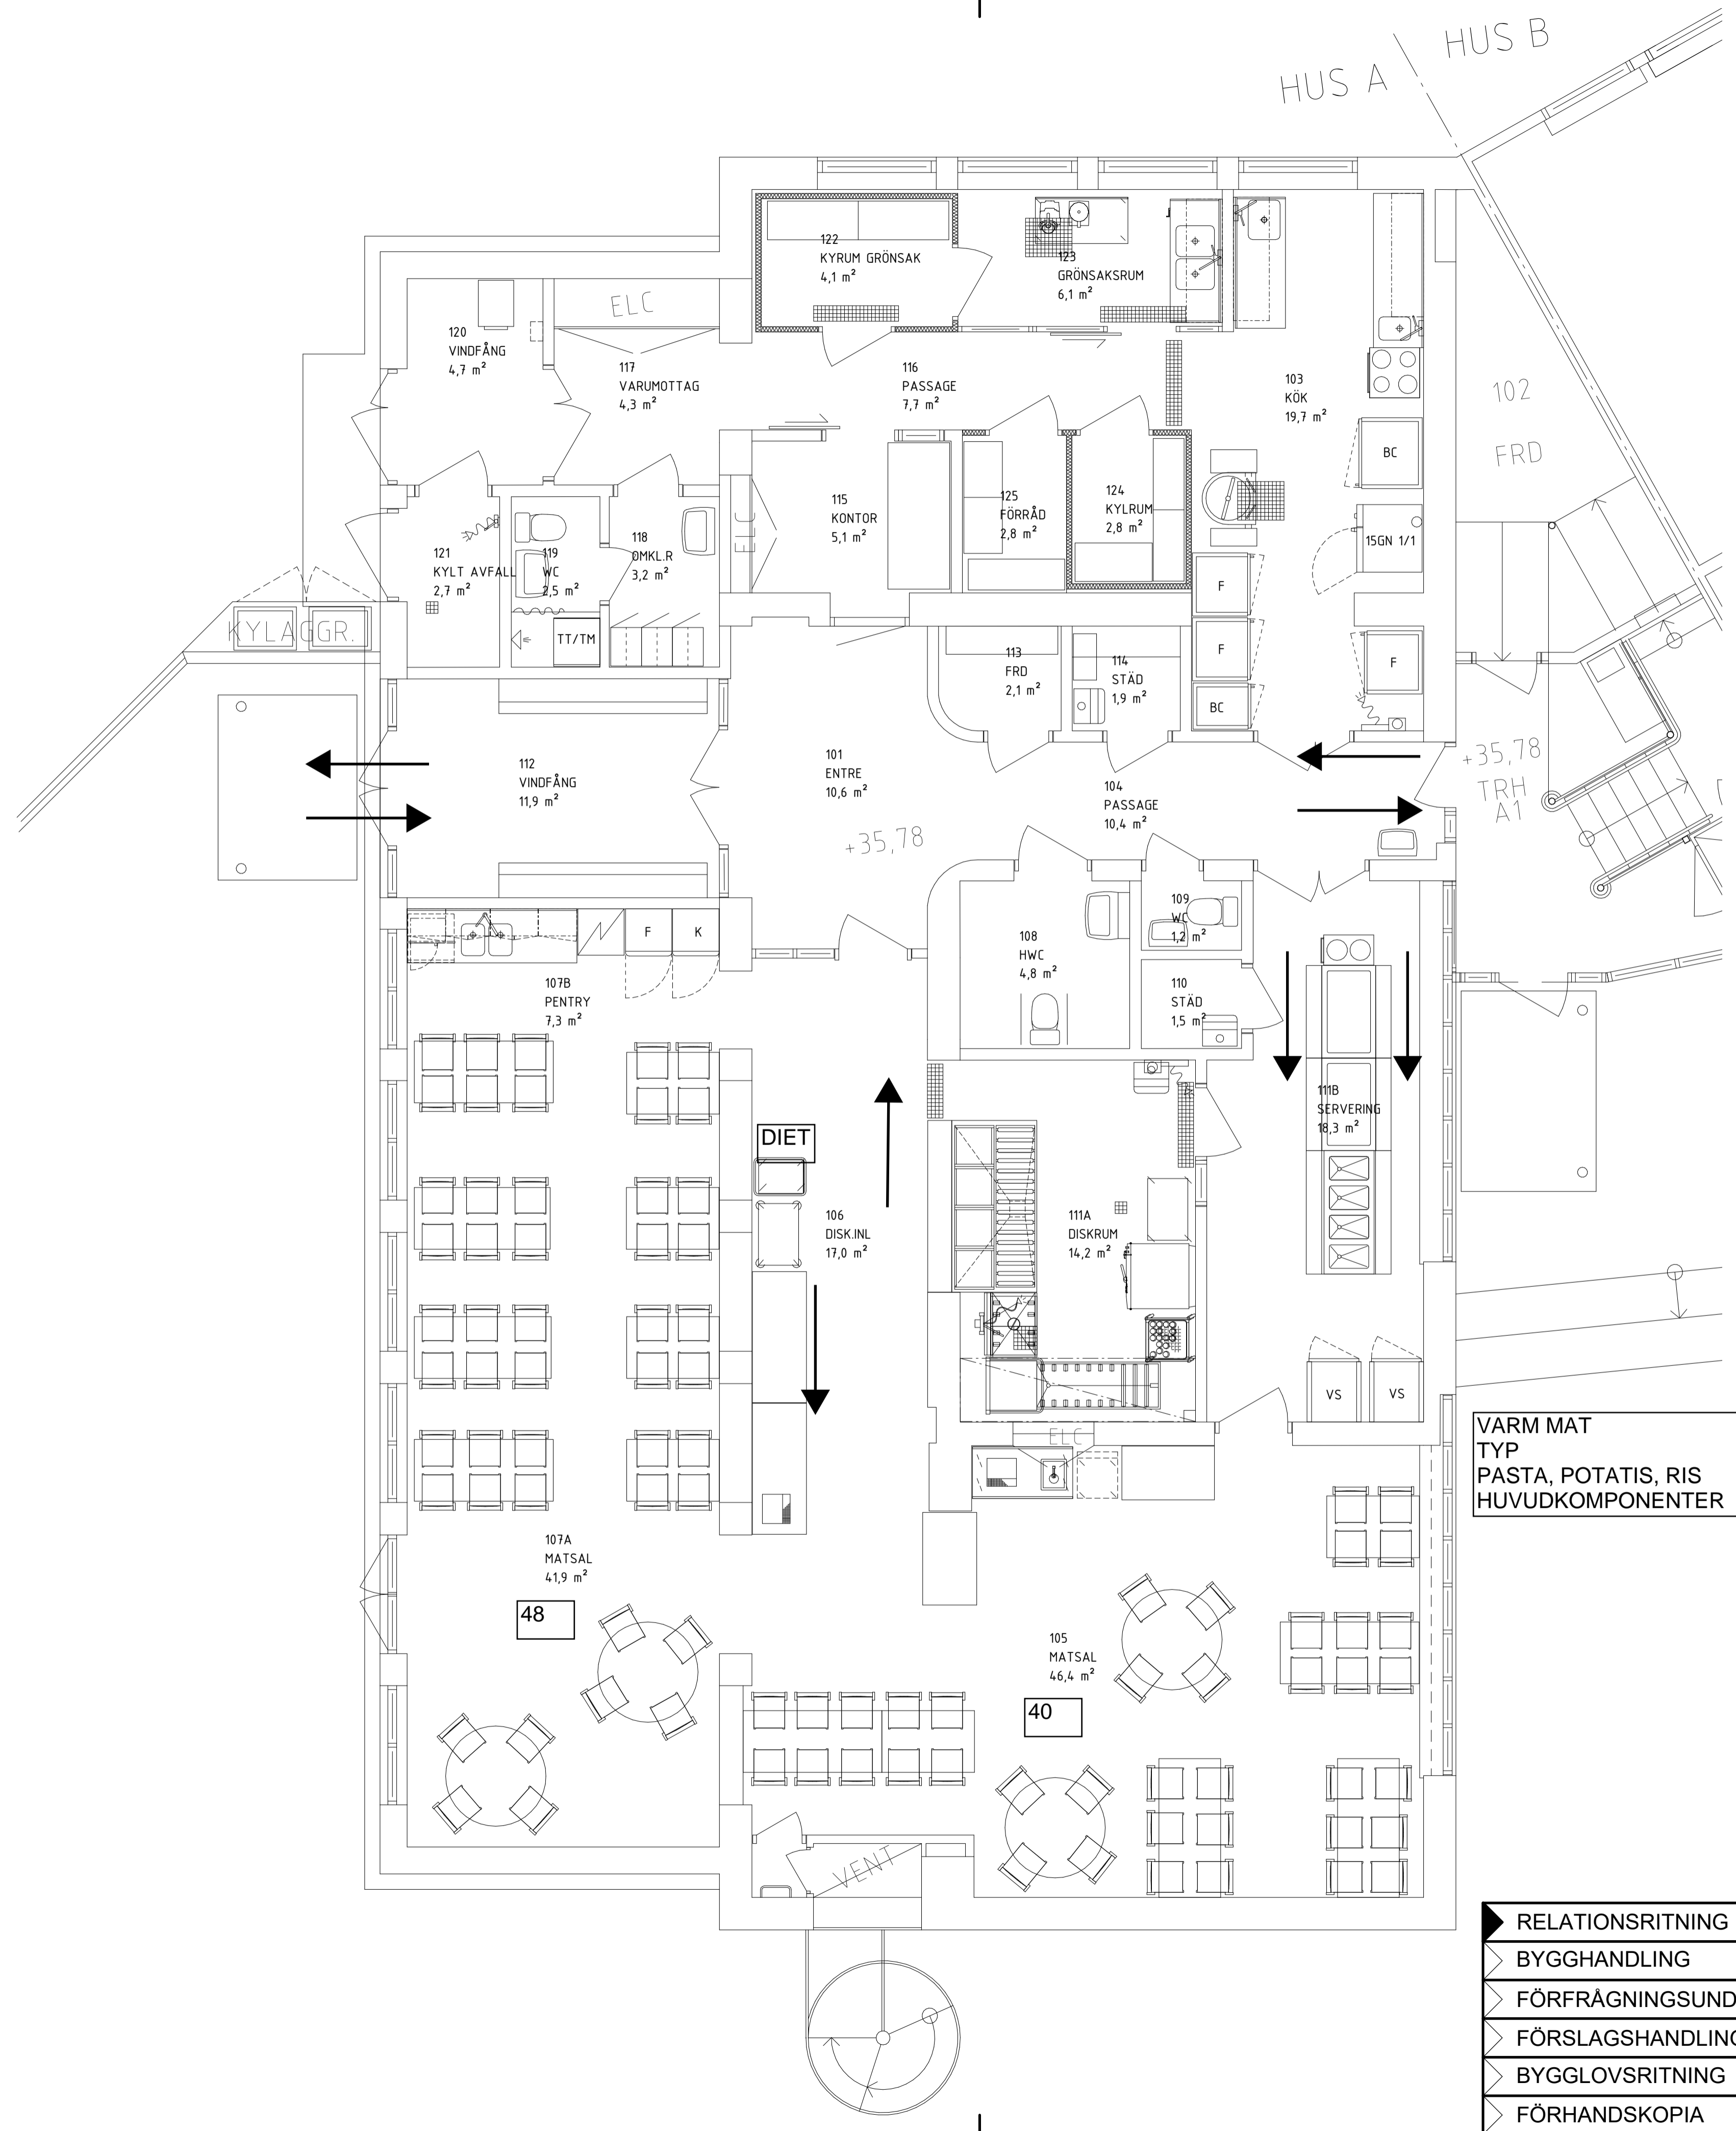 HUS B
HUS A
122
KYRUM GRÖNSAK
4,1 m²
123
GRÖNSAKSRUM
6,1 m²
ELC
120
VINDFÅNG
4,7 m²
117
VARUMOTTAG
4,3 m²
116
PASSAGE
7,7 m²
103
KÖK
19,7 m²
102
FRD
BC
115
KONTOR
5,1 m²
125
FÖRRÅD
2,8 m²
124
KYLRUM
2,8 m²
ELC
15GN 1/1
121
KYLT AVFALL
2,7 m²
119
WC
2,5 m²
118
OMKL.R
3,2 m²
F
KYLAGGR.
TT/TM
F
F
113
FRD
2,1 m²
114
STÄD
1,9 m²
BC
112
VINDFÅNG
11,9 m²
101
ENTRE
10,6 m²
104
PASSAGE
10,4 m²
+35,78
TRH
A1
+35,78
F
K
108
HWC
4,8 m²
109
WC
1,2 m²
107B
PENTRY
7,3 m²
110
STÄD
1,5 m²
111B
SERVERING
18,3 m²
DIET
106
DISK.INL
17,0 m²
111A
DISKRUM
14,2 m²
VS
VS
ELC
VARM MAT
TYP
PASTA, POTATIS, RIS
HUVUDKOMPONENTER
107A
MATSAL
41,9 m²
48
105
MATSAL
46,4 m²
40
VENT
RELATIONSRITNING
BYGGHANDLING
FÖRFRÅGNINGSUND
FÖRSLAGSHANDLING
BYGGLOVSRITNING
FÖRHANDSKOPIA